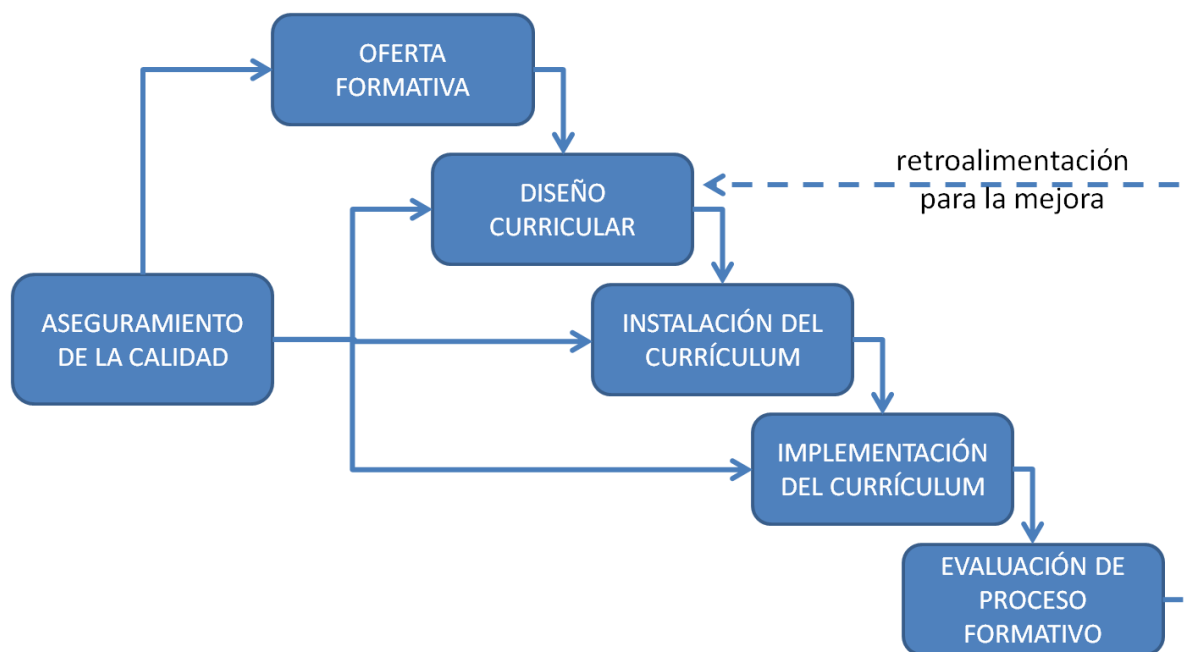 OFERTA
FORMATIVA
retroalimentación
para la mejora
DISEÑO
CURRICULAR
ASEGURAMIENTO
DE LA CALIDAD
INSTALACIÓN DEL
CURRÍCULUM
IMPLEMENTACIÓN
DEL CURRÍCULUM
EVALUACIÓN DE
PROCESO
FORMATIVO